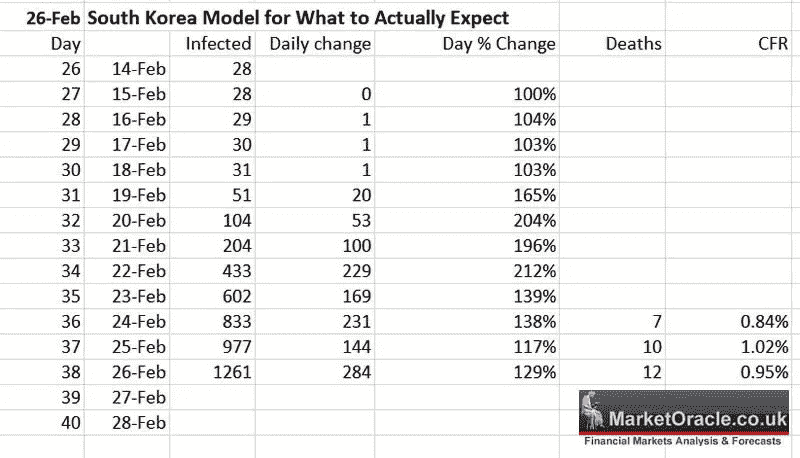 26-Feb South Korea Model for What to Actually Expect
Day Infected Daily change Day % Change Deaths CFR
26 14-Feb 28
27 15-Feb 28 0 100%
28 16-Feb 29 1 104%
29 17-Feb 30 1 103%
30 18-Feb 31 1 103%
31 19-Feb 51 20 165%
32 20-Feb 104 53 204%
33 21-Feb 204 100 196%
34 22-Feb 433 229 212%
35 23-Feb 602 169 139%
36 24-Feb 833 231 138% 7 0.84%
37 25-Feb 977 144 117% 10 1.02%
38 26-Feb 1261 284 129% 12 0.95%
39 27-Feb
40 28-Feb
MarketOracle.co.uk
Financial Markets Analysis & Forecasts